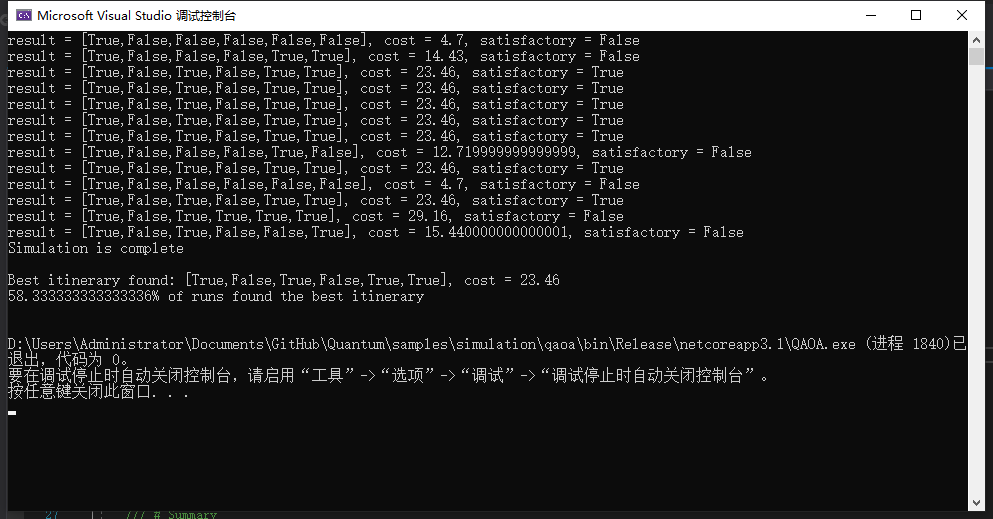 Microsoft Visual Studio 调试控制台
result = [True,False,False,False,False,False], cost = 4.7, satisfactory = False
result = [True,False,False,False,True,True], cost = 14.43, satisfactory = False
result = [True,False,True,False,True,True], cost = 23.46, satisfactory = True
result = [True,False,True,False,True,True], cost = 23.46, satisfactory = True
result = [True,False,True,False,True,True], cost = 23.46, satisfactory = True
result = [True,False,True,False,True,True], cost = 23.46, satisfactory = True
result = [True,False,True,False,True,True], cost = 23.46, satisfactory = True
result = [True,False,False,False,True,False], cost = 12.719999999999999, satisfactory = False
result = [True,False,True,False,True,True], cost = 23.46, satisfactory = True
result = [True,False,False,False,False,False], cost = 4.7, satisfactory = False
result = [True,False,True,False,True,True], cost = 23.46, satisfactory = True
result = [True,False,True,True,True,True], cost = 29.16, satisfactory = False
result = [True,False,True,False,False,True], cost = 15.440000000000001, satisfactory = False
Simulation is complete
Best itinerary found: [True,False,True,False,True,True], cost = 23.46
58.333333333333336% of runs found the best itinerary
D:\Users\Administrator\Documents\GitHub\Quantum\samples\simulation\qaoa\bin\Release\netcoreapp3.1\QAOA.exe (进程 1840)已
退出，代码为 0。
要在调试停止时自动关闭控制台，请启用“工具”->“选项”->“调试”->“调试停止时自动关闭控制台”。
按任意键关闭此窗口. . .
27 /// # Summary